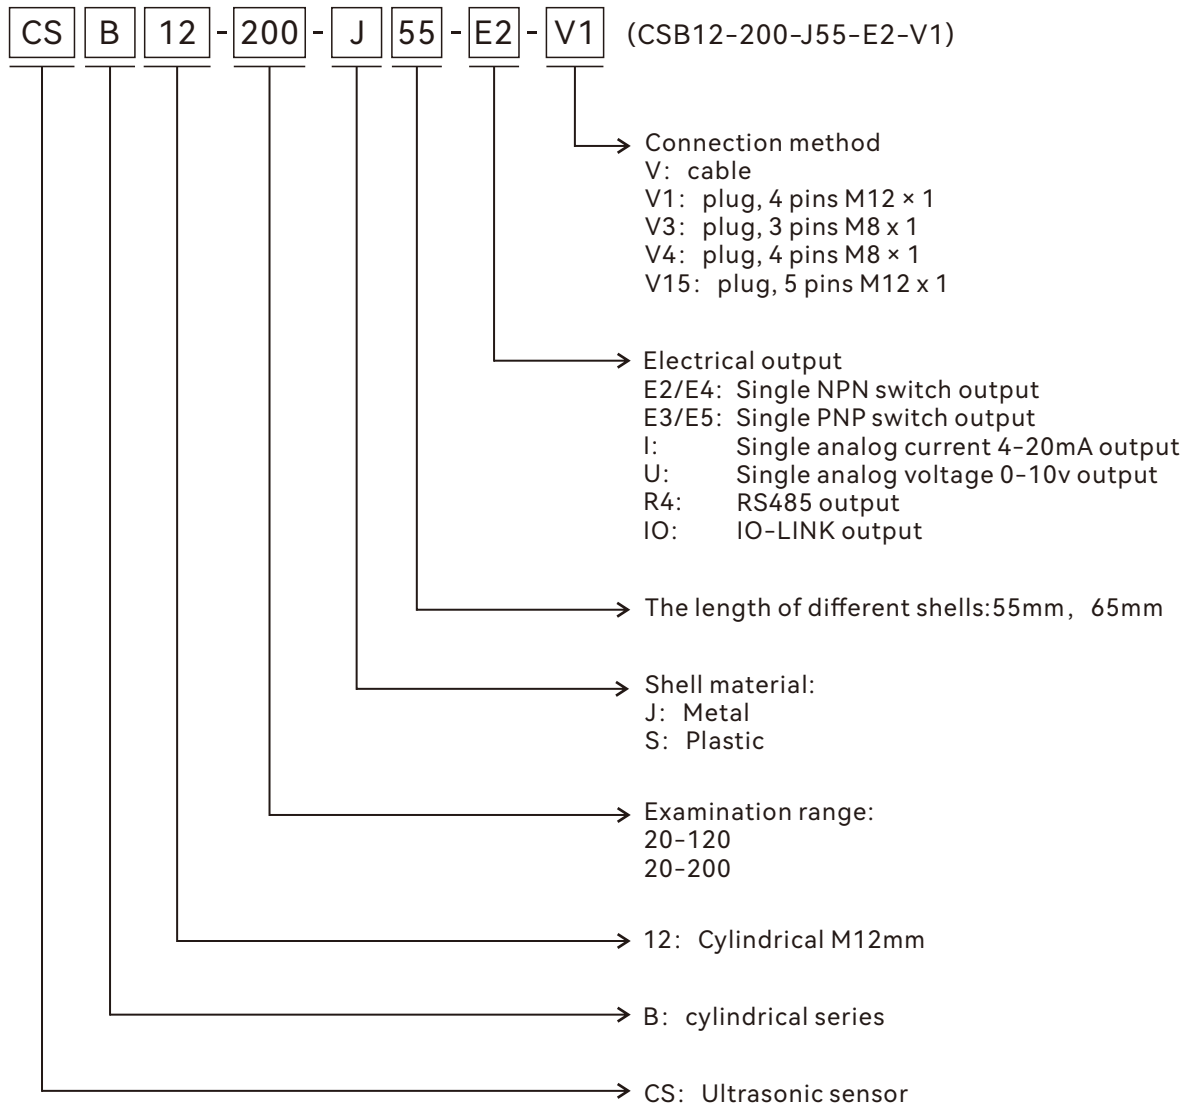 CS B 12 - 200 - J 55 - E2 - V1 (CSB12-200-J55-E2-V1)
Connection method
V: cable
V1: plug, 4 pins M12 × 1
V3: plug, 3 pins M8 x 1
V4: plug, 4 pins M8 × 1
V15: plug, 5 pins M12 x 1
Electrical output
E2/E4: Single NPN switch output
E3/E5: Single PNP switch output
I: Single analog current 4-20mA output
U: Single analog voltage 0-10v output
R4: RS485 output
IO: IO-LINK output
The length of different shells:55mm, 65mm
Shell material:
J: Metal
S: Plastic
Examination range:
20-120
20-200
12: Cylindrical M12mm
B: cylindrical series
CS: Ultrasonic sensor